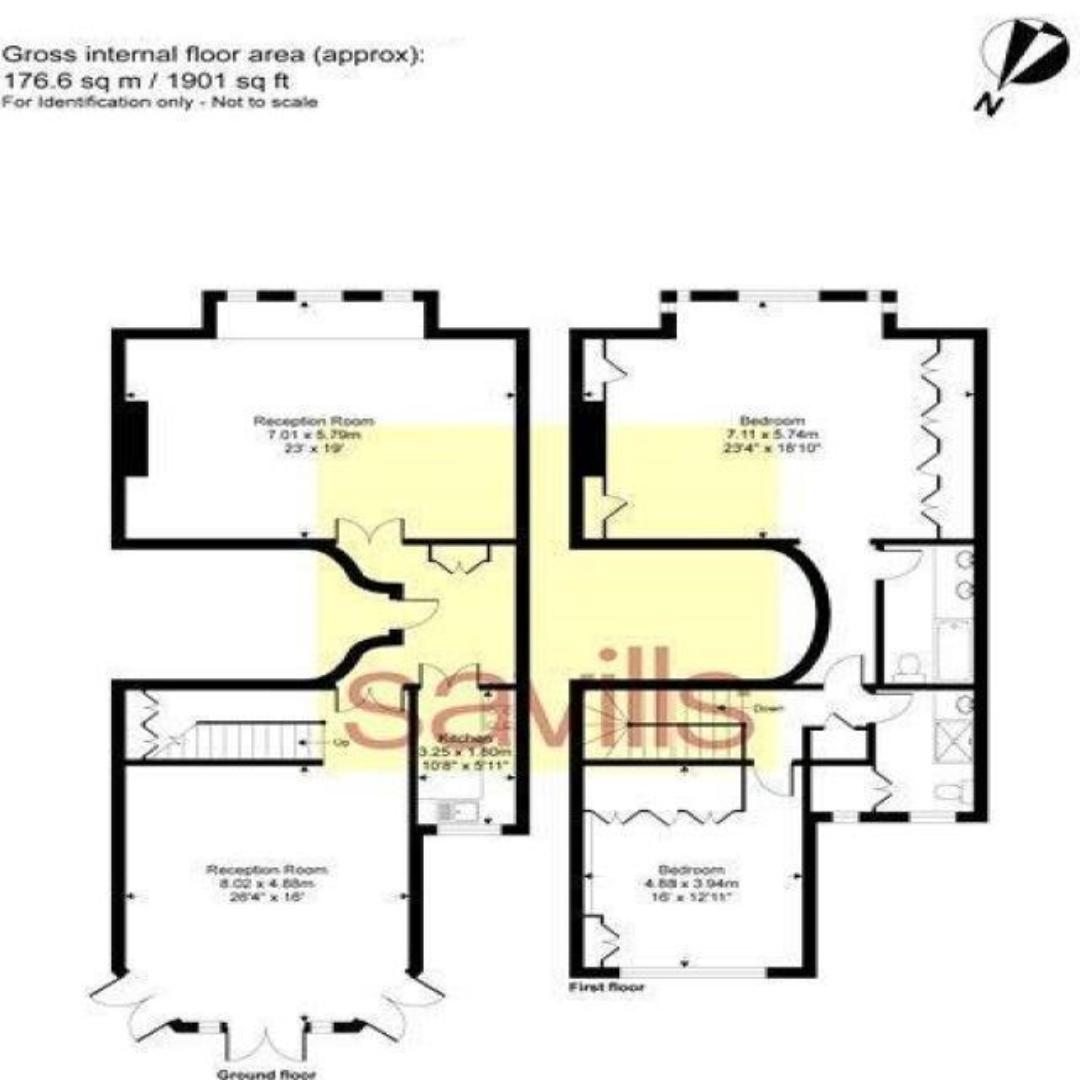 Gross internal floor area (approx):
176.6 sq m / 1901 sq ft
For Identification only - Not to scale
N
Reception Room
7.01 x 5.79m
23' x 19'
Bedroom
7.11 x 5.74m
23'4" x 18'10"
savills
Down
Up
Kitchen
3.25 x 1.80m
10'8" x 5'11"
Reception Room
8.02 x 4.88m
26'4" x 16'
Bedroom
4.88 x 3.94m
16' x 12'11"
First floor
Ground floor